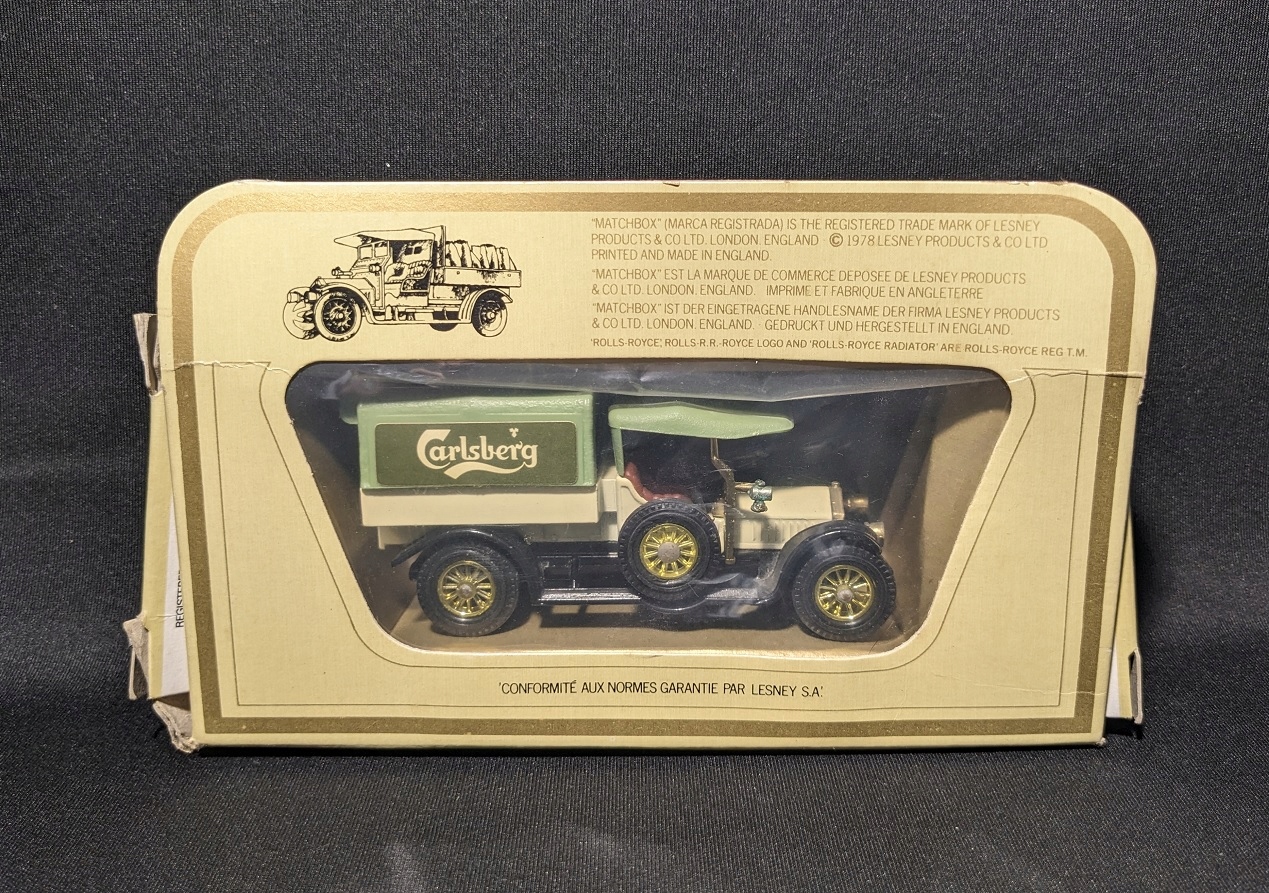 "MATCHBOX" (MARCA REGISTRADA) IS THE REGISTERED TRADE MARK OF LESNEY
PRODUCTS & CO LTD. LONDON. ENGLAND © 1978 LESNEY PRODUCTS & CO LTD
PRINTED AND MADE IN ENGLAND.
"MATCHBOX" EST LA MARQUE DE COMMERCE DEPOSEE DE LESNEY PRODUCTS
& CO LTD. LONDON. ENGLAND. IMPRIME ET FABRIQUE EN ANGLETERRE
"MATCHBOX" IST DER EINGETRAGENE HANDLESNAME DER FIRMA LESNEY PRODUCTS
& CO LTD. LONDON. ENGLAND. · GEDRUCKT UND HERGESTELLT IN ENGLAND.
'ROLLS-ROYCE', ROLLS-R.R.-ROYCE LOGO AND 'ROLLS-ROYCE RADIATOR' ARE ROLLS-ROYCE REG T.M.
Carlsberg
'CONFORMITÉ AUX NORMES GARANTIE PAR LESNEY S.A.'